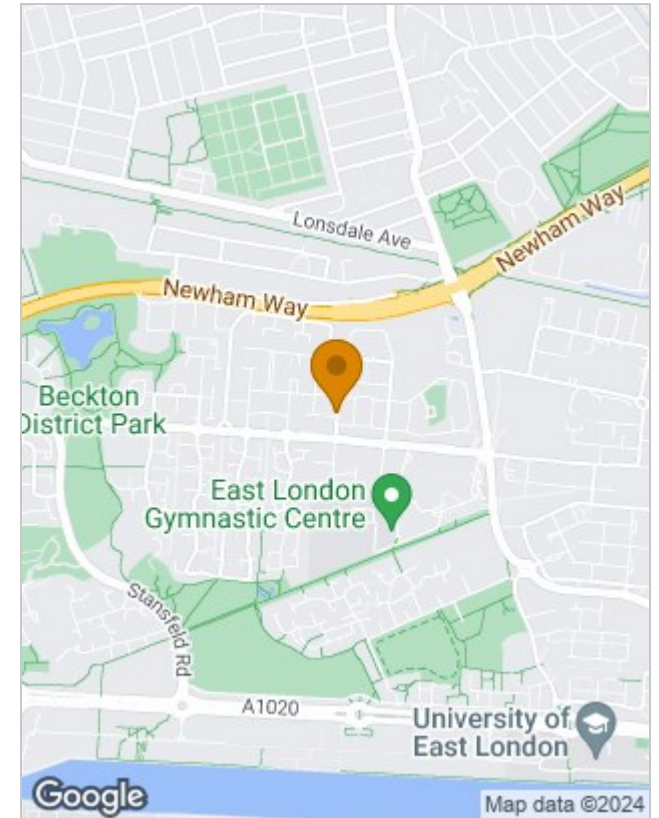 Lonsdale Ave
Newham Way
Newham Way
Beckton
District Park
East London
Gymnastic Centre
Stansfeld Rd
A1020
University of
East London
Google
Map data ©2024